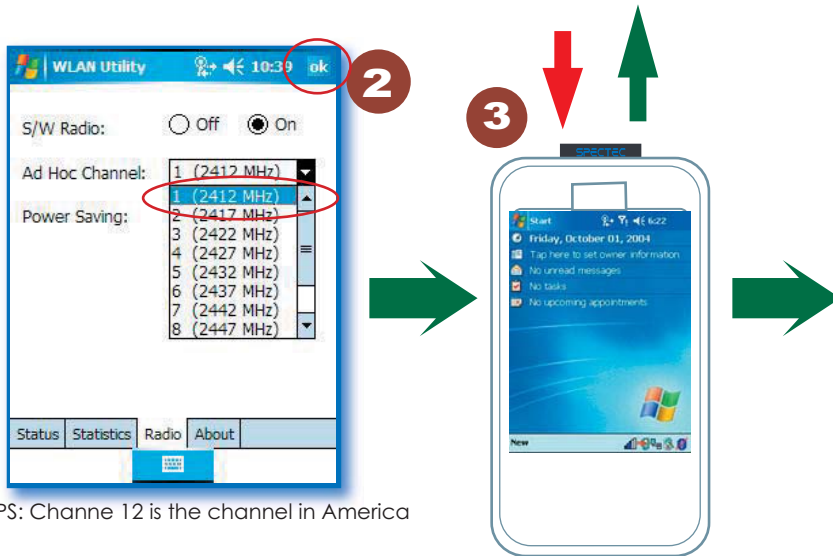 WLAN Utility 10:39 ok
2
S/W Radio: Off On
Ad Hoc Channel: 1 (2412 MHz)
1 (2412 MHz)
Power Saving: 2 (2417 MHz)
3 (2422 MHz)
4 (2427 MHz)
5 (2432 MHz)
6 (2437 MHz)
7 (2442 MHz)
8 (2447 MHz)
Status Statistics Radio About
PS: Channe 12 is the channel in America
3
SPECTEC
Start 6:22
Friday, October 01, 2004
Tap here to set owner information
No unread messages
No tasks
No upcoming appointments
New